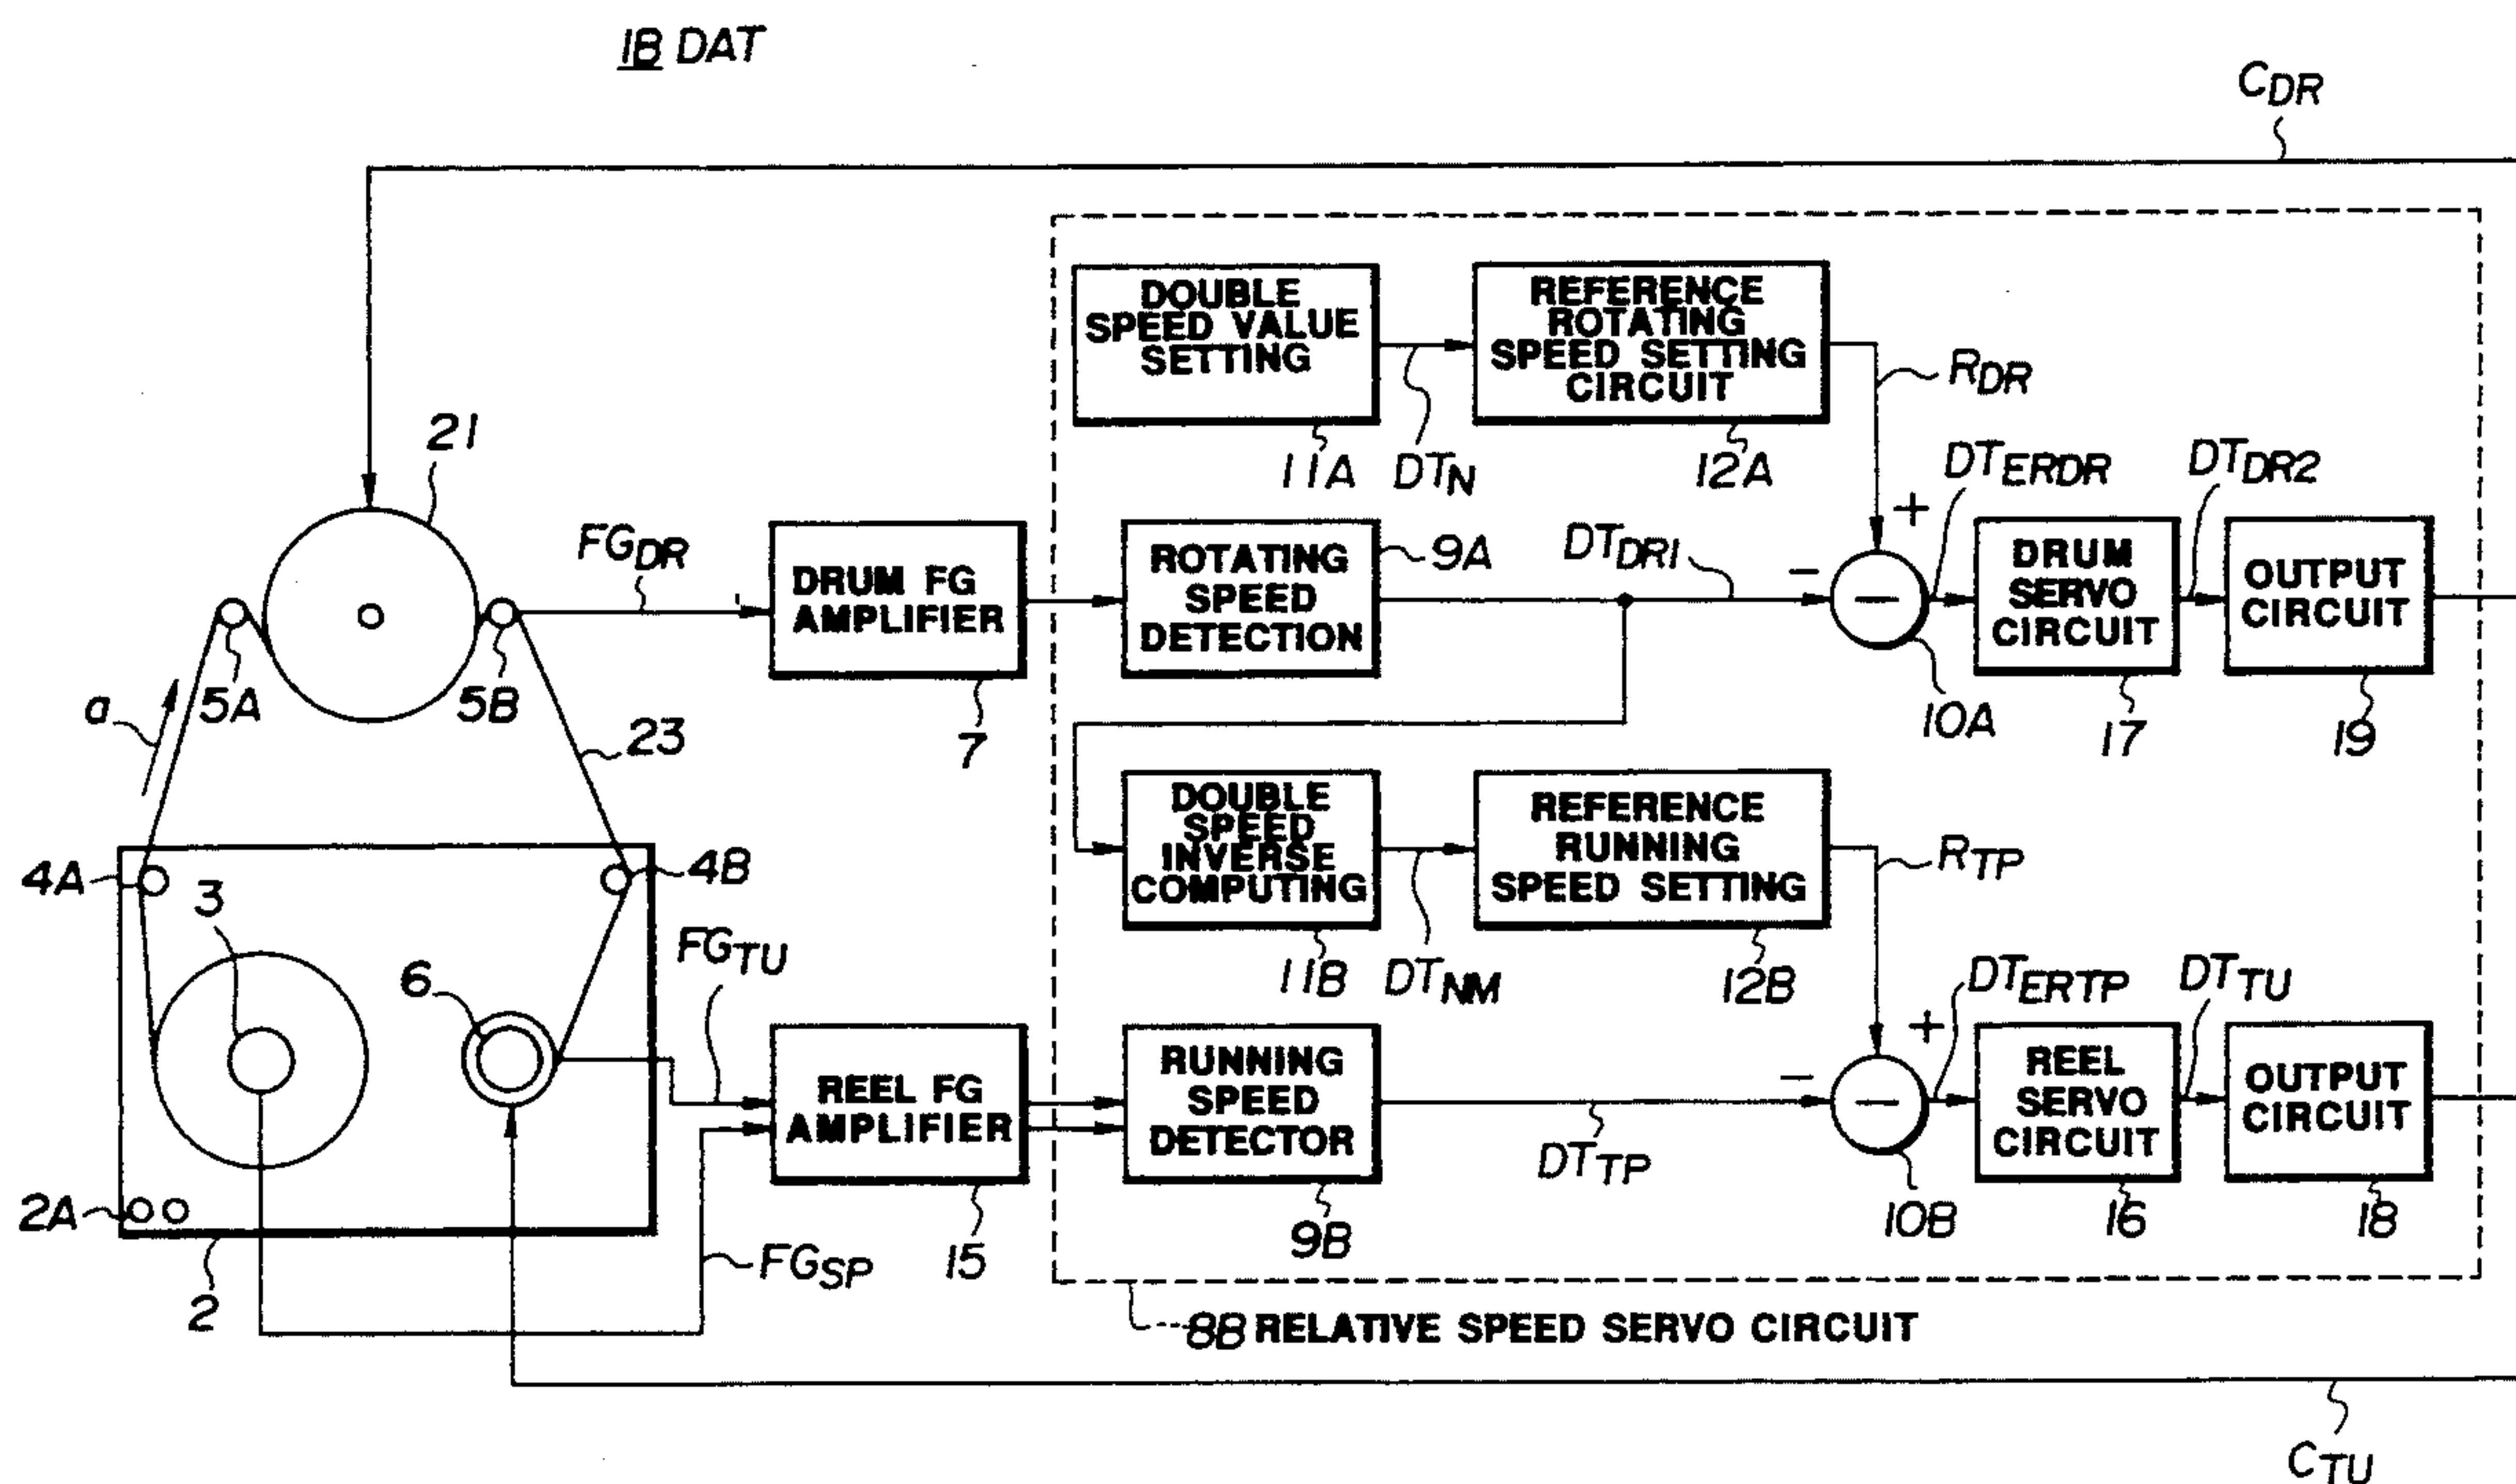 1B DAT
CDR
DOUBLE
SPEED VALUE
SETTING
REFERENCE
ROTATING
SPEED SETTING
CIRCUIT
RDR
11A
DTN
12A
21
FGDR
DRUM FG
AMPLIFIER
7
ROTATING
SPEED
DETECTION
9A
DTDR1
+
−
−
10A
DTERDR
DRUM
SERVO
CIRCUIT
17
DTDR2
OUTPUT
CIRCUIT
19
a
5A
5B
23
4A
4B
3
6
2A
2
DOUBLE
SPEED
INVERSE
COMPUTING
11B
DTNM
REFERENCE
RUNNING
SPEED SETTING
12B
RTP
FGTU
FGSP
REEL FG
AMPLIFIER
15
RUNNING
SPEED
DETECTOR
9B
DTTP
+
−
−
10B
DTERTP
REEL
SERVO
CIRCUIT
16
DTTU
OUTPUT
CIRCUIT
18
8B RELATIVE SPEED SERVO CIRCUIT
CTU